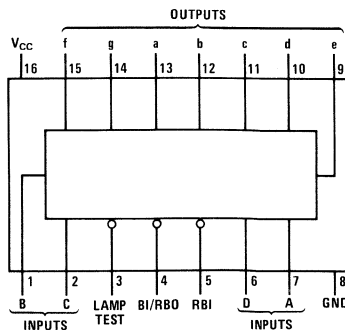 OUTPUTS
VCC f g a b c d e
16 15 14 13 12 11 10 9
1 2 3 4 5 6 7 8
B C LAMP TEST BI/RBO RBI D A GND
INPUTS INPUTS